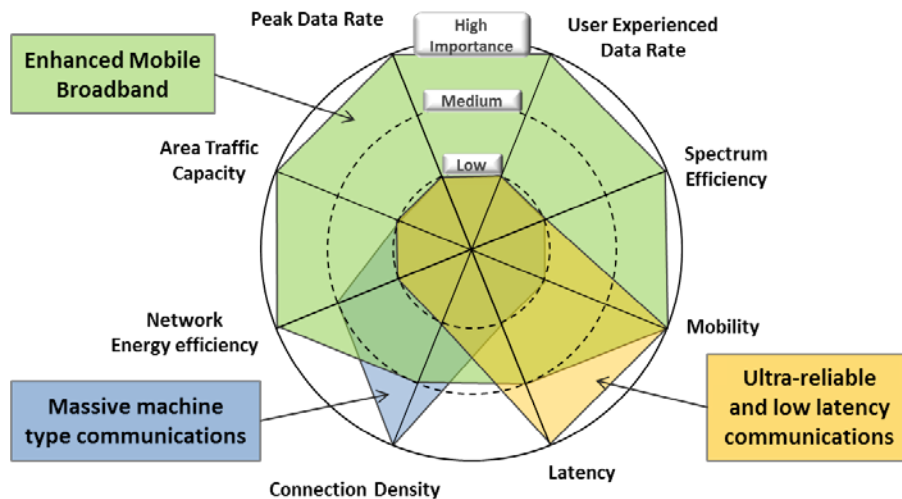 Peak Data Rate
High
Importance
User Experienced
Data Rate
Enhanced Mobile
Broadband
Medium
Area Traffic
Capacity
Low
Spectrum
Efficiency
Network
Energy efficiency
Mobility
Massive machine
type communications
Ultra-reliable
and low latency
communications
Connection Density
Latency